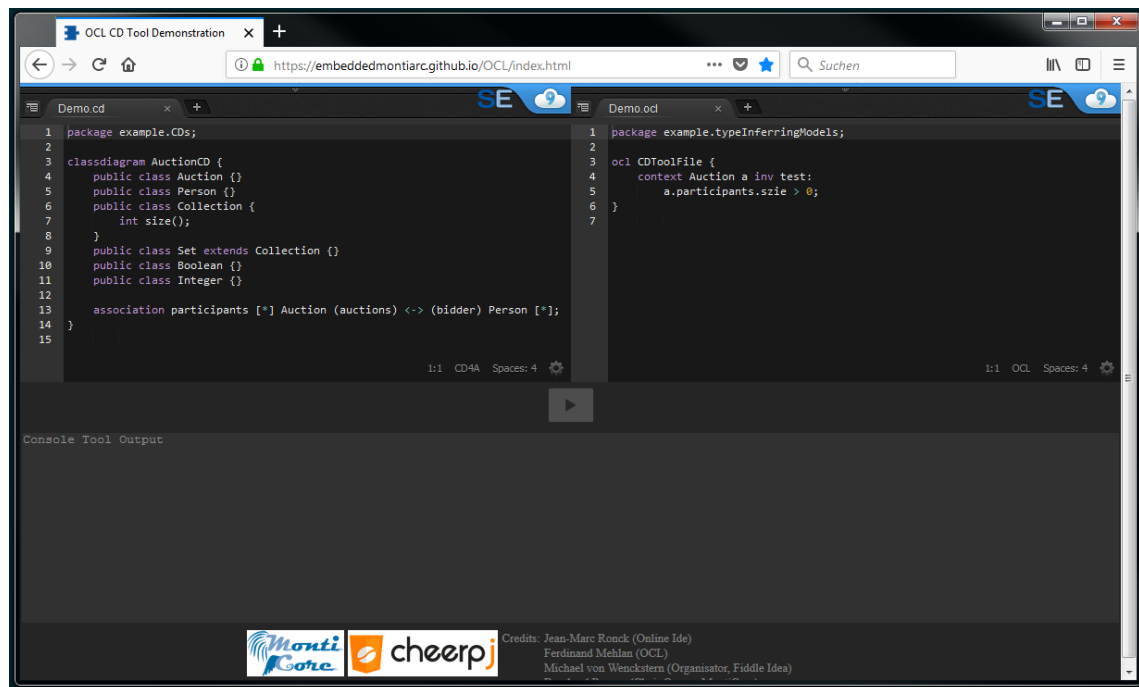 OCL CD Tool Demonstration
https://embeddedmontiarc.github.io/OCL/index.html
Suchen
Demo.cd
SE 9
1 package example.CDs;
2
3 classdiagram AuctionCD {
4 public class Auction {}
5 public class Person {}
6 public class Collection {
7 int size();
8 }
9 public class Set extends Collection {}
10 public class Boolean {}
11 public class Integer {}
12
13 association participants [*] Auction (auctions) <-> (bidder) Person [*];
14 }
15
1:1 CD4A Spaces: 4
Demo.ocl
SE 9
1 package example.typeInferringModels;
2
3 ocl CDToolFile {
4 context Auction a inv test:
5 a.participants.szie > 0;
6 }
7
1:1 OCL Spaces: 4
Console Tool Output
Monti
Core
cheerpj
Credits: Jean-Marc Ronck (Online Ide)
Ferdinand Mehlan (OCL)
Michael von Wenckstern (Organisator, Fiddle Idea)